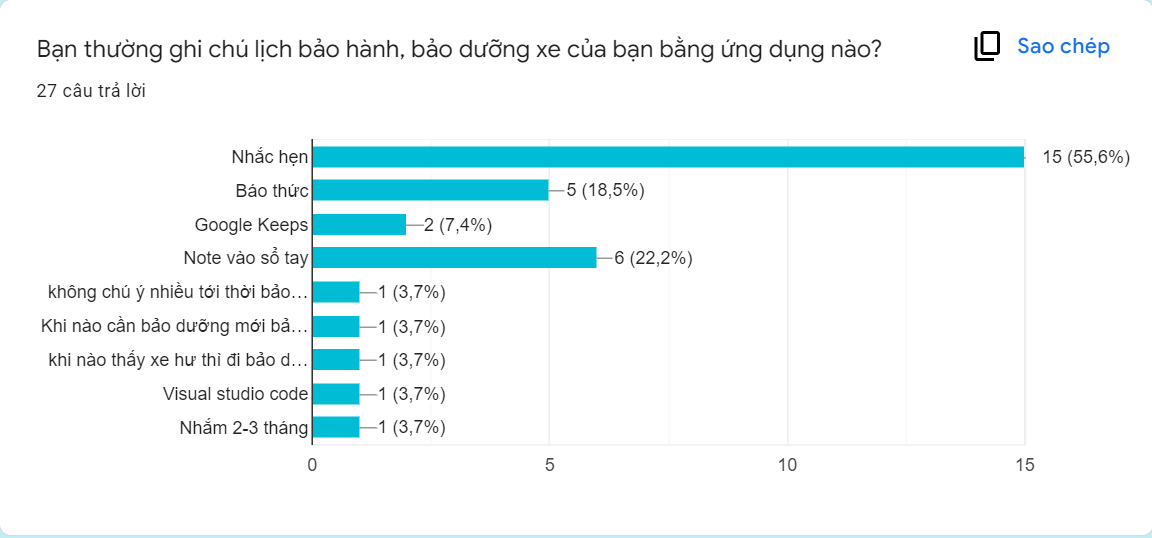 Bạn thường ghi chú lịch bảo hành, bảo dưỡng xe của bạn bằng ứng dụng nào?
Sao chép
27 câu trả lời
Nhắc hẹn 15 (55,6%)
Báo thức 5 (18,5%)
Google Keeps 2 (7,4%)
Note vào sổ tay 6 (22,2%)
không chú ý nhiều tới thời bảo… 1 (3,7%)
Khi nào cần bảo dưỡng mới bả… 1 (3,7%)
khi nào thấy xe hư thì đi bảo d… 1 (3,7%)
Visual studio code 1 (3,7%)
Nhắm 2-3 tháng 1 (3,7%)
0 5 10 15